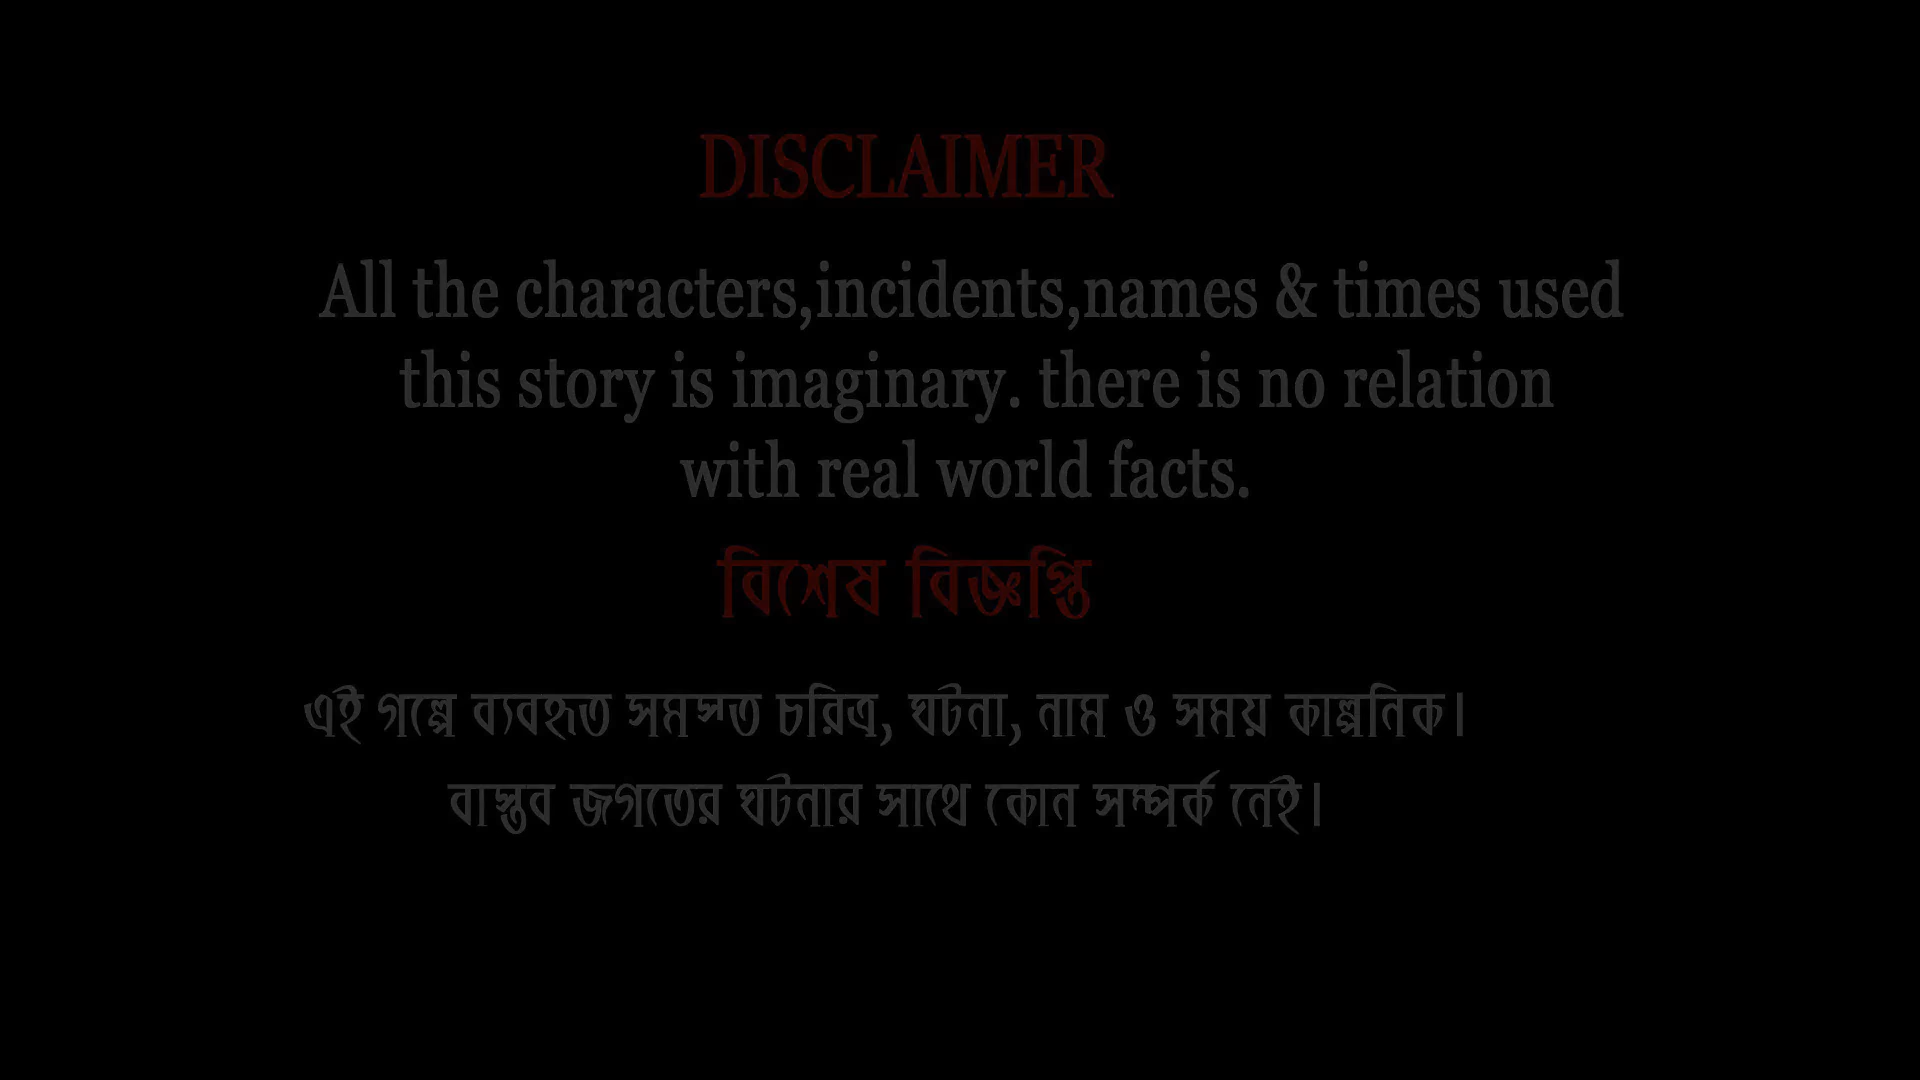 DISCLAIMER
All the characters,incidents,names & times used
this story is imaginary. there is no relation
with real world facts.
বিশেষ বিজ্ঞপ্তি
এই গল্পে ব্যবহৃত সমস্ত চরিত্র, ঘটনা, নাম ও সময় কাল্পনিক।
বাস্তব জগতের ঘটনার সাথে কোন সম্পর্ক নেই।